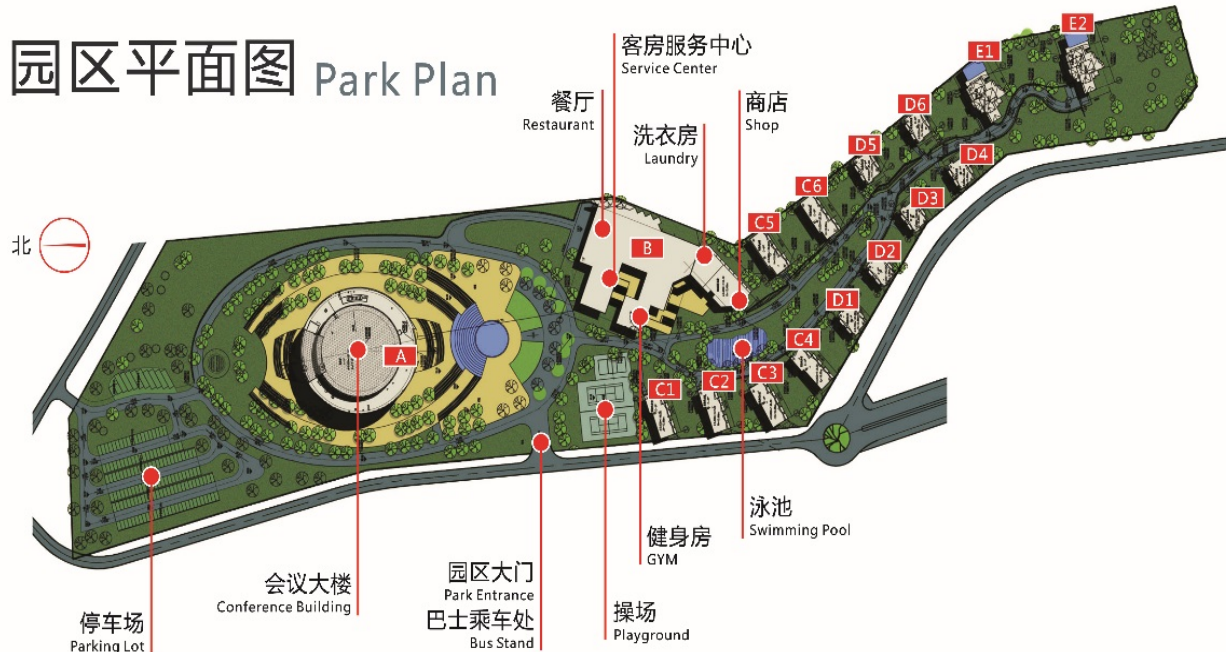 园区平面图 Park Plan
客房服务中心
Service Center
餐厅
Restaurant
商店
Shop
洗衣房
Laundry
北
E2
E1
D6
D5
D4
C6
D3
C5
B
D2
D1
A
C4
C3
C2
C1
泳池
Swimming Pool
健身房
GYM
园区大门
Park Entrance
巴士乘车处
Bus Stand
操场
Playground
会议大楼
Conference Building
停车场
Parking Lot